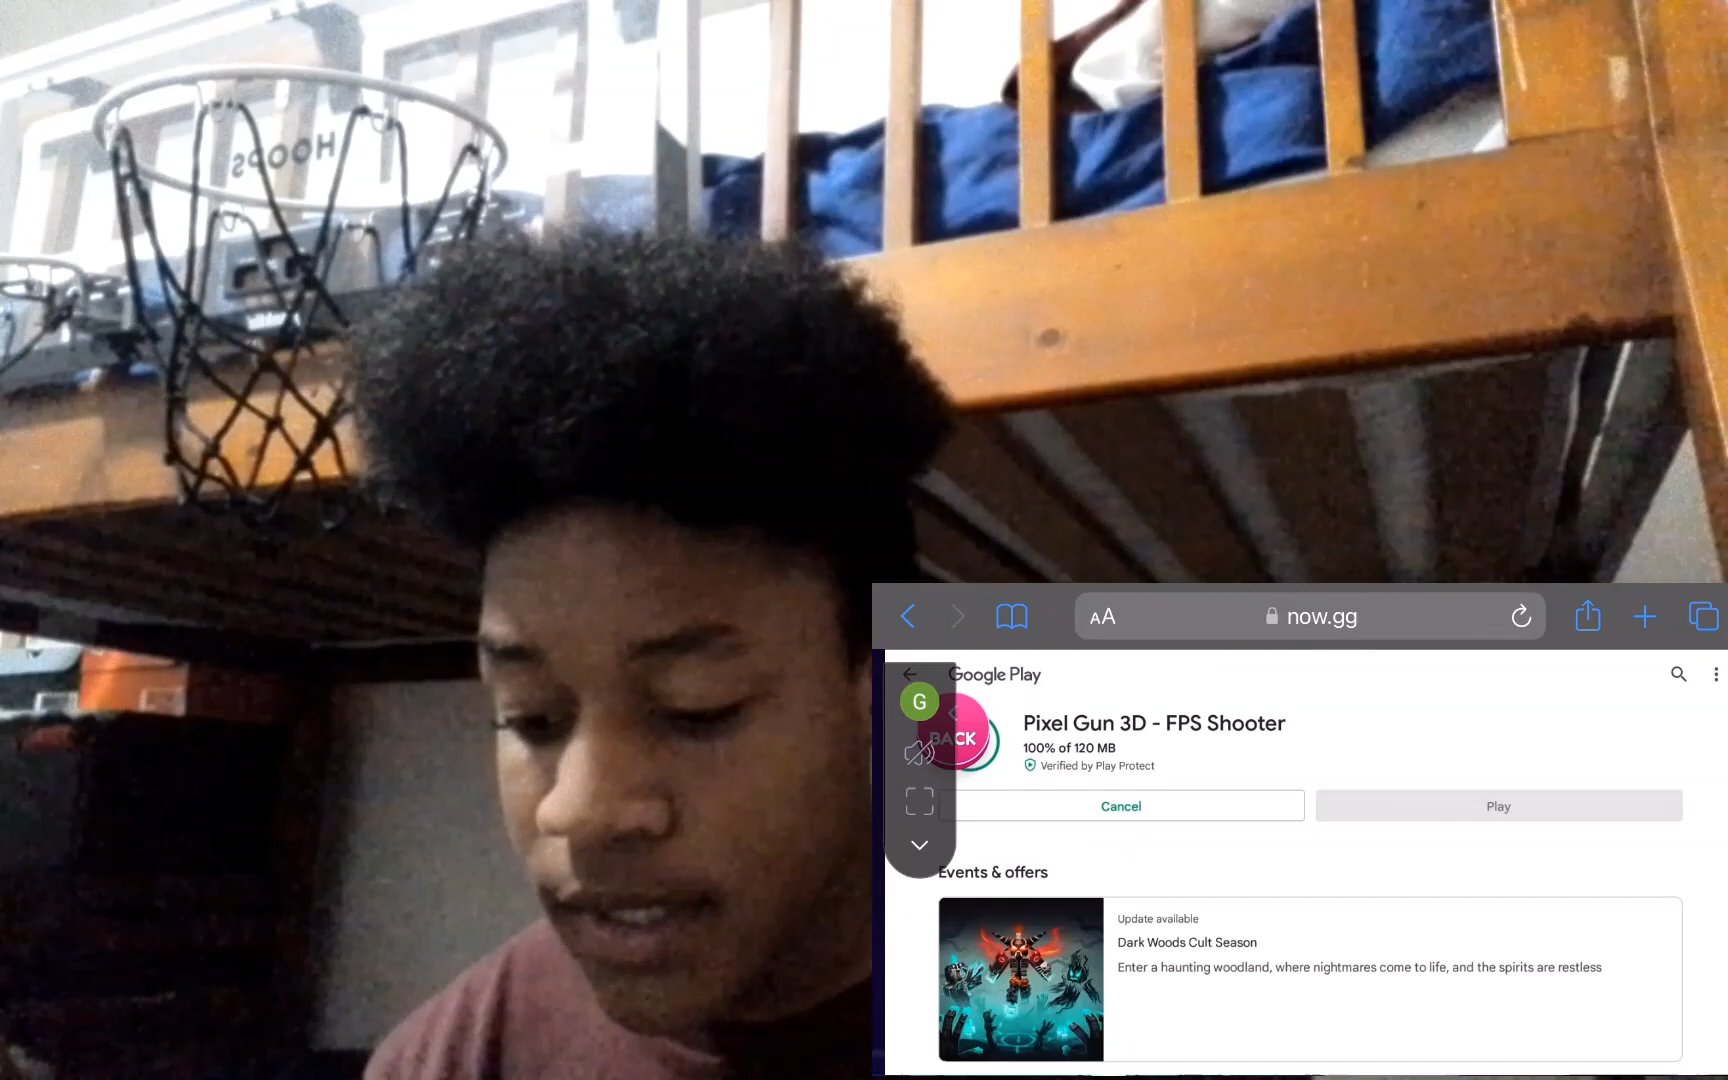 HOOPS
AA now.gg
Google Play
G
BACK
Pixel Gun 3D - FPS Shooter
100% of 120 MB
Verified by Play Protect
Cancel Play
Events & offers
Update available
Dark Woods Cult Season
Enter a haunting woodland, where nightmares come to life, and the spirits are restless